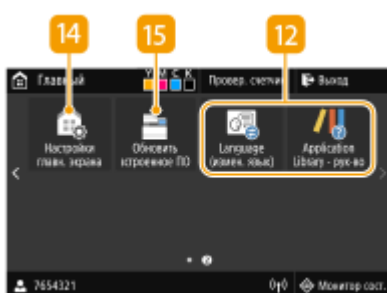 14
15
12
Главный
Y M C K
Провер. счетчик
Выход
Настройки
главн. экрана
Обновить
встроенное ПО
Language
(измен. язык)
Application
Library - рук-во
7654321
Монитор сост.